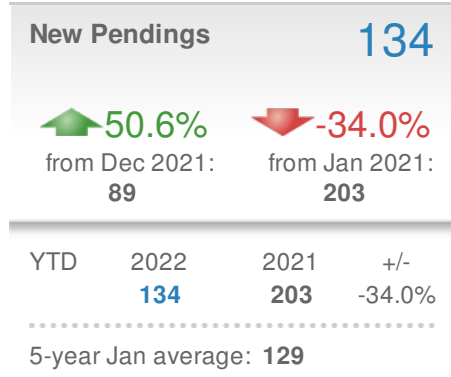 New Pendings 134
50.6% -34.0%
from Dec 2021: from Jan 2021:
89 203
YTD 2022 2021 +/-
134 203 -34.0%
5-year Jan average: 129